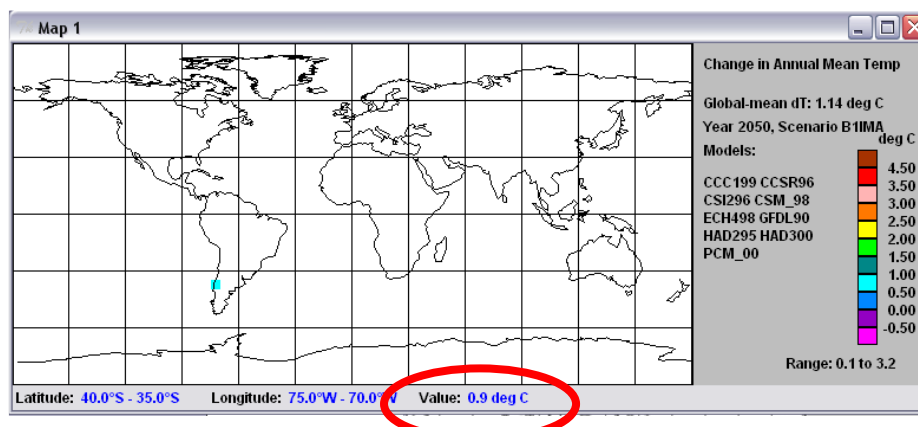 Map 1
Change in Annual Mean Temp
Global-mean dT: 1.14 deg C
Year 2050, Scenario B1IMA
deg C
Models:
CCC199 CCSR96
CSI296 CSM_98
ECH498 GFDL90
HAD295 HAD300
PCM_00
4.50
3.50
3.00
2.50
2.00
1.50
1.00
0.50
0.00
-0.50
Range: 0.1 to 3.2
Latitude: 40.0°S - 35.0°S Longitude: 75.0°W - 70.0°W Value: 0.9 deg C